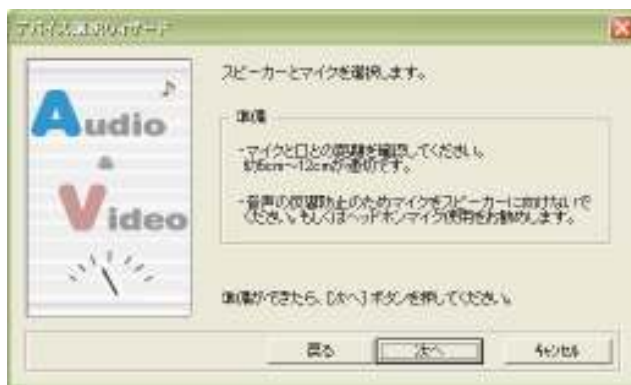 デバイス選択ウィザード
Audio
&
Video
スピーカーとマイクを選択します。
準備
・マイクと口との距離を確認してください。
約6cm~12cmが適切です。
・音声の反響防止のためマイクをスピーカーに向けないで
ください。もしくはヘッドホンマイク使用をお勧めします。
準備ができたら、[次へ]ボタンを押してください。
戻る
次へ
キャンセル